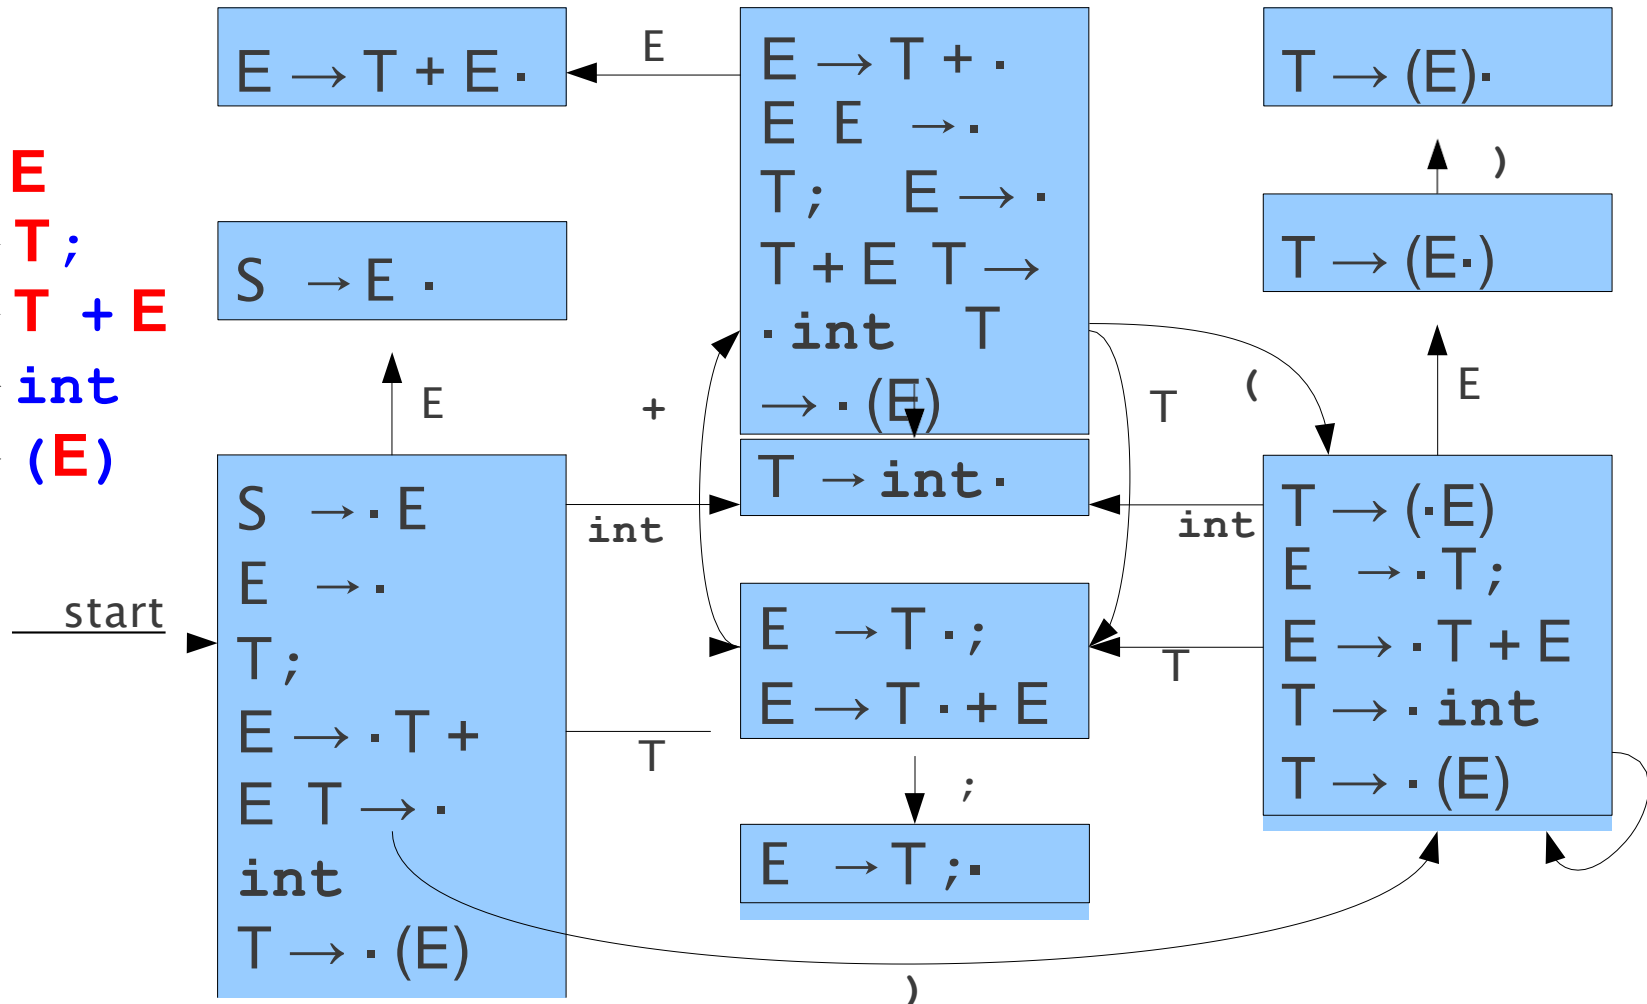 E
T ;
T + E
int
(E)
start
E → T + E ·
E
E → T + ·
E E → ·
T; E → ·
T + E T →
· int T
→ · (E)
T → (E)·
)
T → (E·)
E
S → E ·
E
+
T
(
S → · E
E → ·
T;
E → · T +
E T → ·
int
T → · (E)
int
T → int ·
int
T → (·E)
E → · T;
E → · T + E
T → · int
T → · (E)
T
E → T · ;
E → T · + E
T
;
E → T ; ·
)